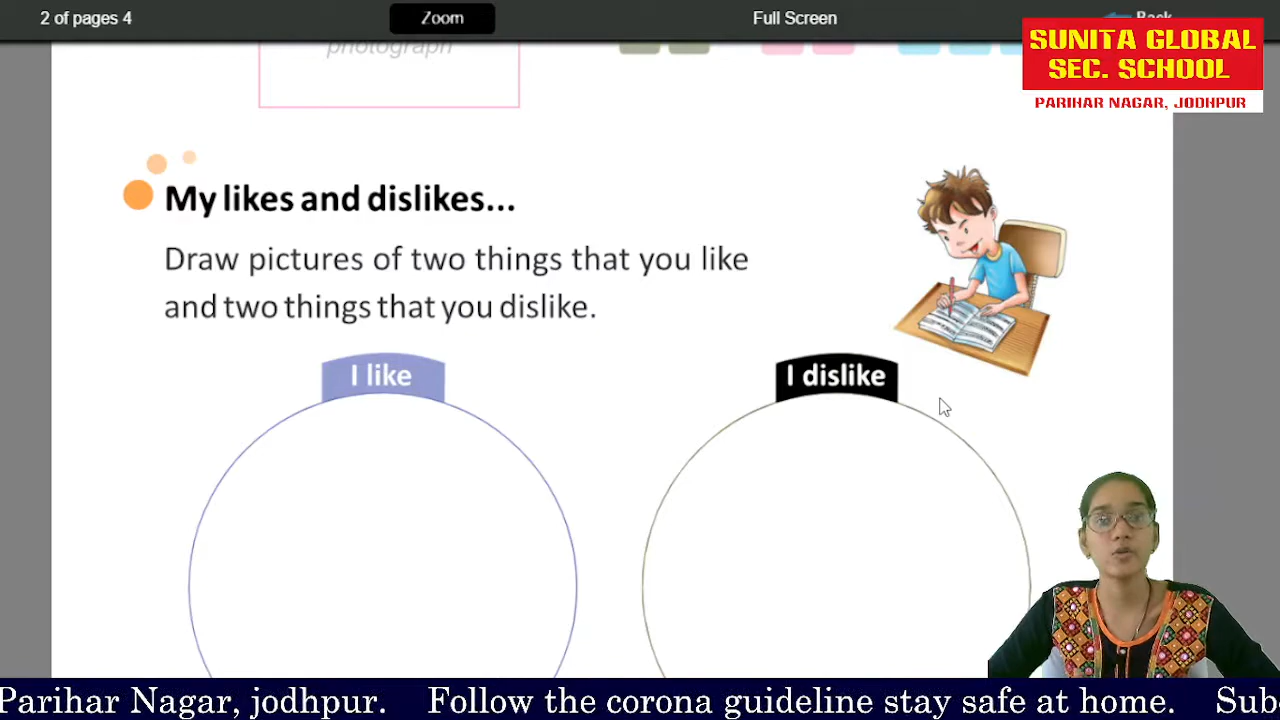 2 of pages 4
Zoom
Full Screen
Back
SUNITA GLOBAL
SEC. SCHOOL
PARIHAR NAGAR, JODHPUR
photograph
My likes and dislikes...
Draw pictures of two things that you like
and two things that you dislike.
I like
I dislike
Parihar Nagar, jodhpur. Follow the corona guideline stay safe at home. Sub